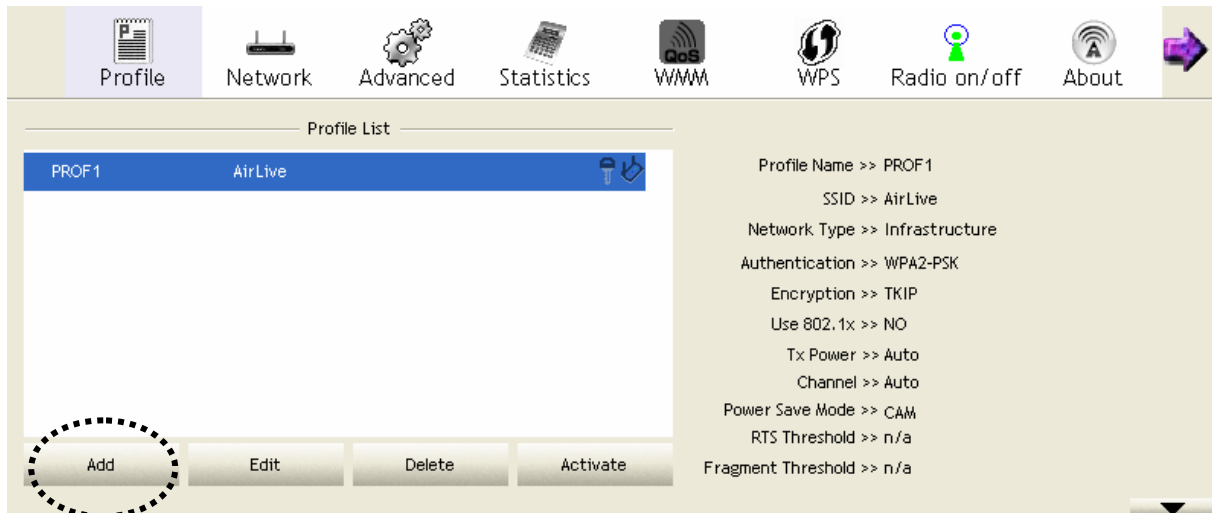 Profile Network Advanced Statistics QoS WMM WPS Radio on/off About
Profile List
PROF1 AirLive
Profile Name >> PROF1
SSID >> AirLive
Network Type >> Infrastructure
Authentication >> WPA2-PSK
Encryption >> TKIP
Use 802.1x >> NO
Tx Power >> Auto
Channel >> Auto
Power Save Mode >> CAM
RTS Threshold >> n/a
Fragment Threshold >> n/a
Add Edit Delete Activate